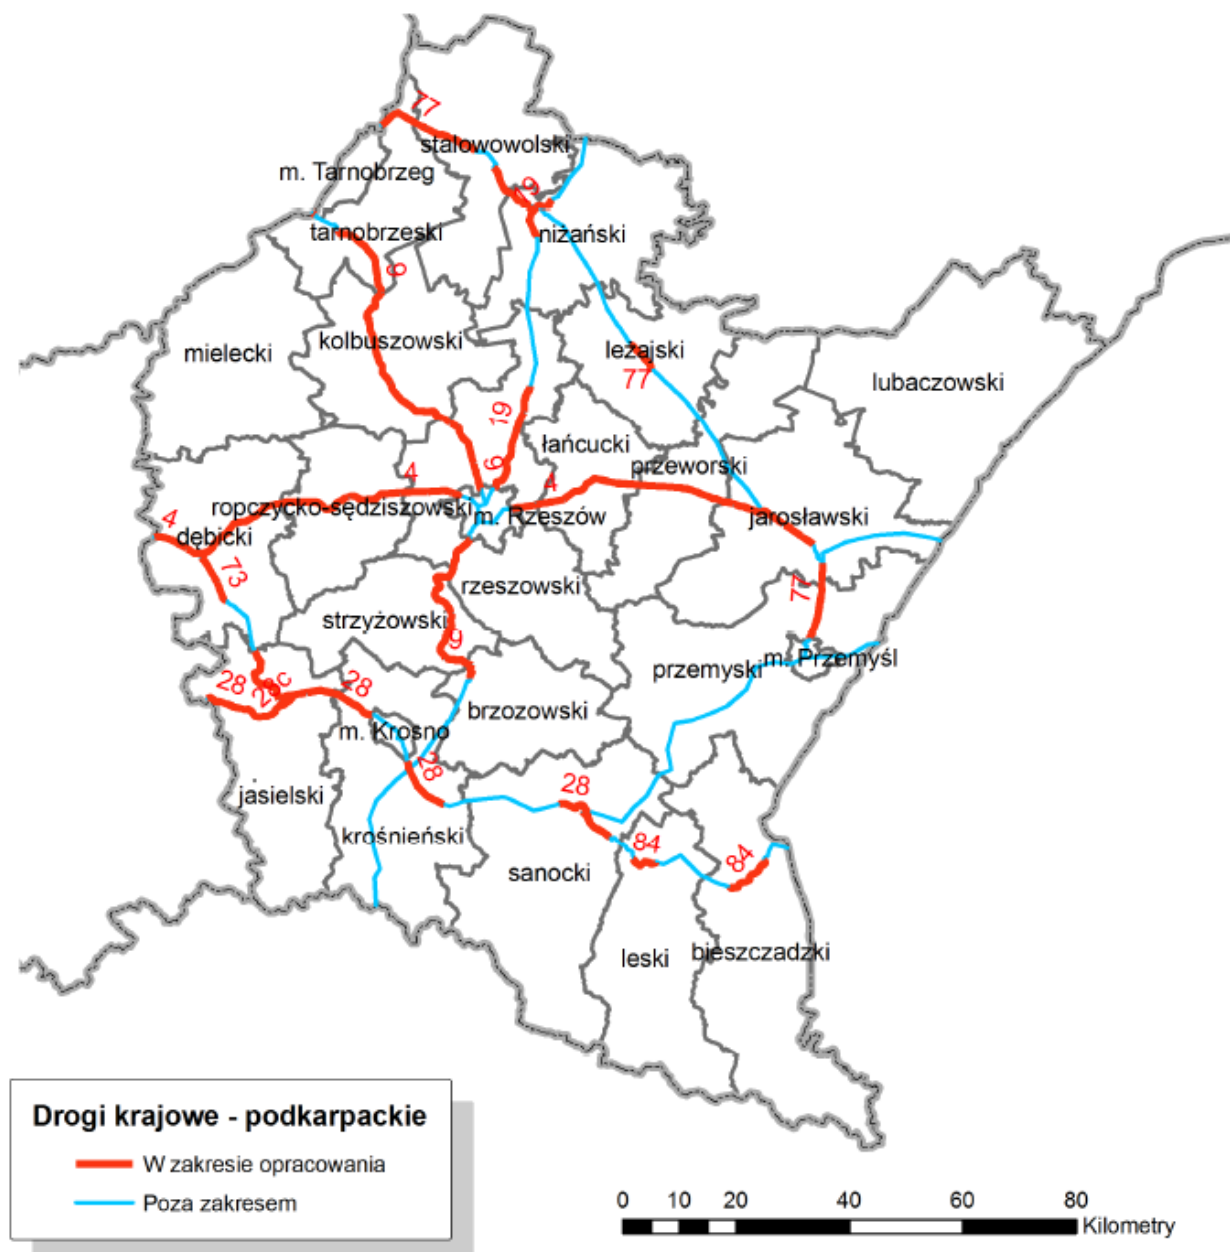 77
stalowowolski
m. Tarnobrzeg
19
tarnobrzeski
niżański
9
kolbuszowski
mielecki
leżajski
77
lubaczowski
19
łańcucki
9
przeworski
4
4
ropczycko-sędziszowski
m. Rzeszów
jarosławski
4
dębicki
73
rzeszowski
77
strzyżowski
9
m. Przemyśl
przemyski
28
28
brzozowski
m. Krosno
28
28
jasielski
krośnieński
84
84
sanocki
leski
bieszczadzki
Drogi krajowe - podkarpackie
W zakresie opracowania
Poza zakresem
0 10 20 40 60 80
Kilometry